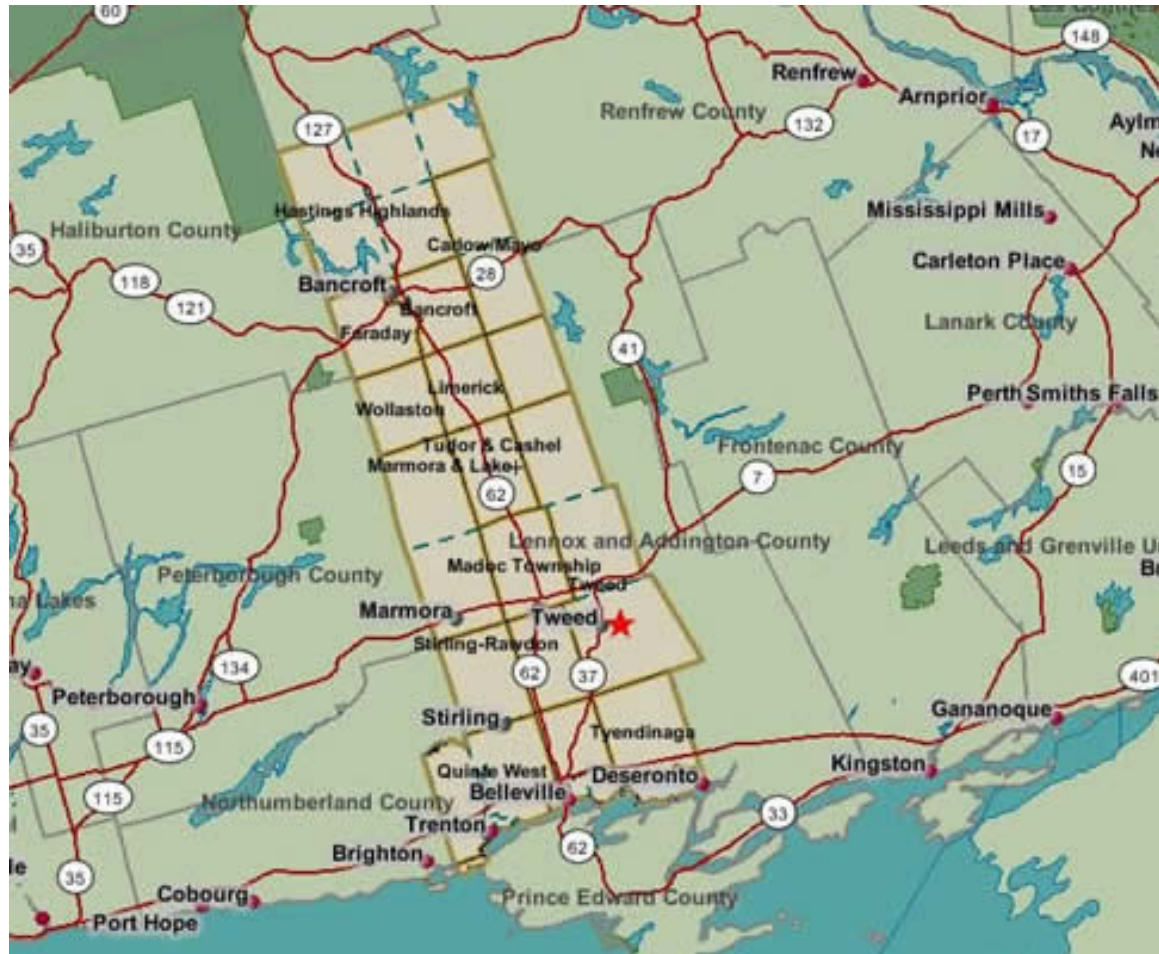 60
148
Renfrew
Arnprior
Renfrew County
127
132
17
Hastings Highlands
Mississippi Mills
35
Haliburton County
Carlow/Mayo
Carleton Place
118
28
Bancroft
121
Bancroft
Faraday
Lanark County
41
Limerick
Wollaston
Perth
Smiths Falls
Tudor & Cashel
Marmora & Lake
Frontenac County
7
15
62
Lennox and Addington County
Leeds and Grenville
Madoc Township
Peterborough County
Tweed
Lakes
Marmora
Tweed
Stirling-Rawdon
134
62
37
401
Peterborough
Gananoque
Stirling
35
115
Tyendinaga
Quinte West
Deseronto
Kingston
Belleville
115
Northumberland County
33
Trenton
62
Brighton
35
Cobourg
Prince Edward County
Port Hope